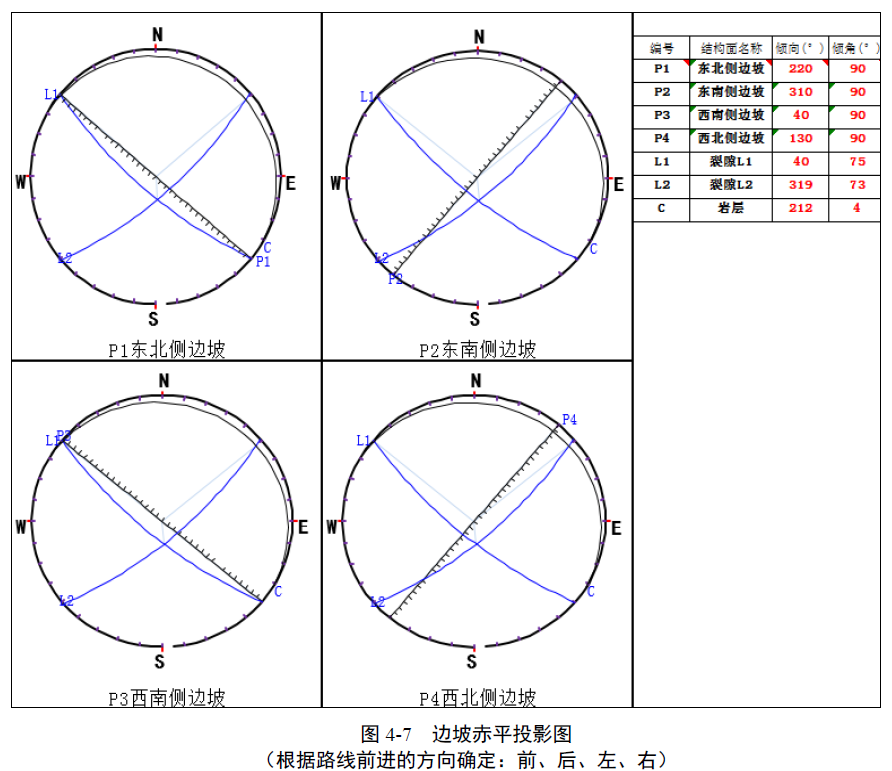 N
L1
W
E
L2
C
P1
S
P1东北侧边坡
N
L1
W
E
C
L2
P2
S
P2东南侧边坡
N
L1
P3
W
E
C
L2
S
P3西南侧边坡
N
P4
L1
W
E
C
L2
S
P4西北侧边坡
编号 结构面名称 倾向(°) 倾角(°)
P1 东北侧边坡 220 90
P2 东南侧边坡 310 90
P3 西南侧边坡 40 90
P4 西北侧边坡 130 90
L1 裂隙L1 40 75
L2 裂隙L2 319 73
C 岩层 212 4
图 4-7 边坡赤平投影图
（根据路线前进的方向确定：前、后、左、右）